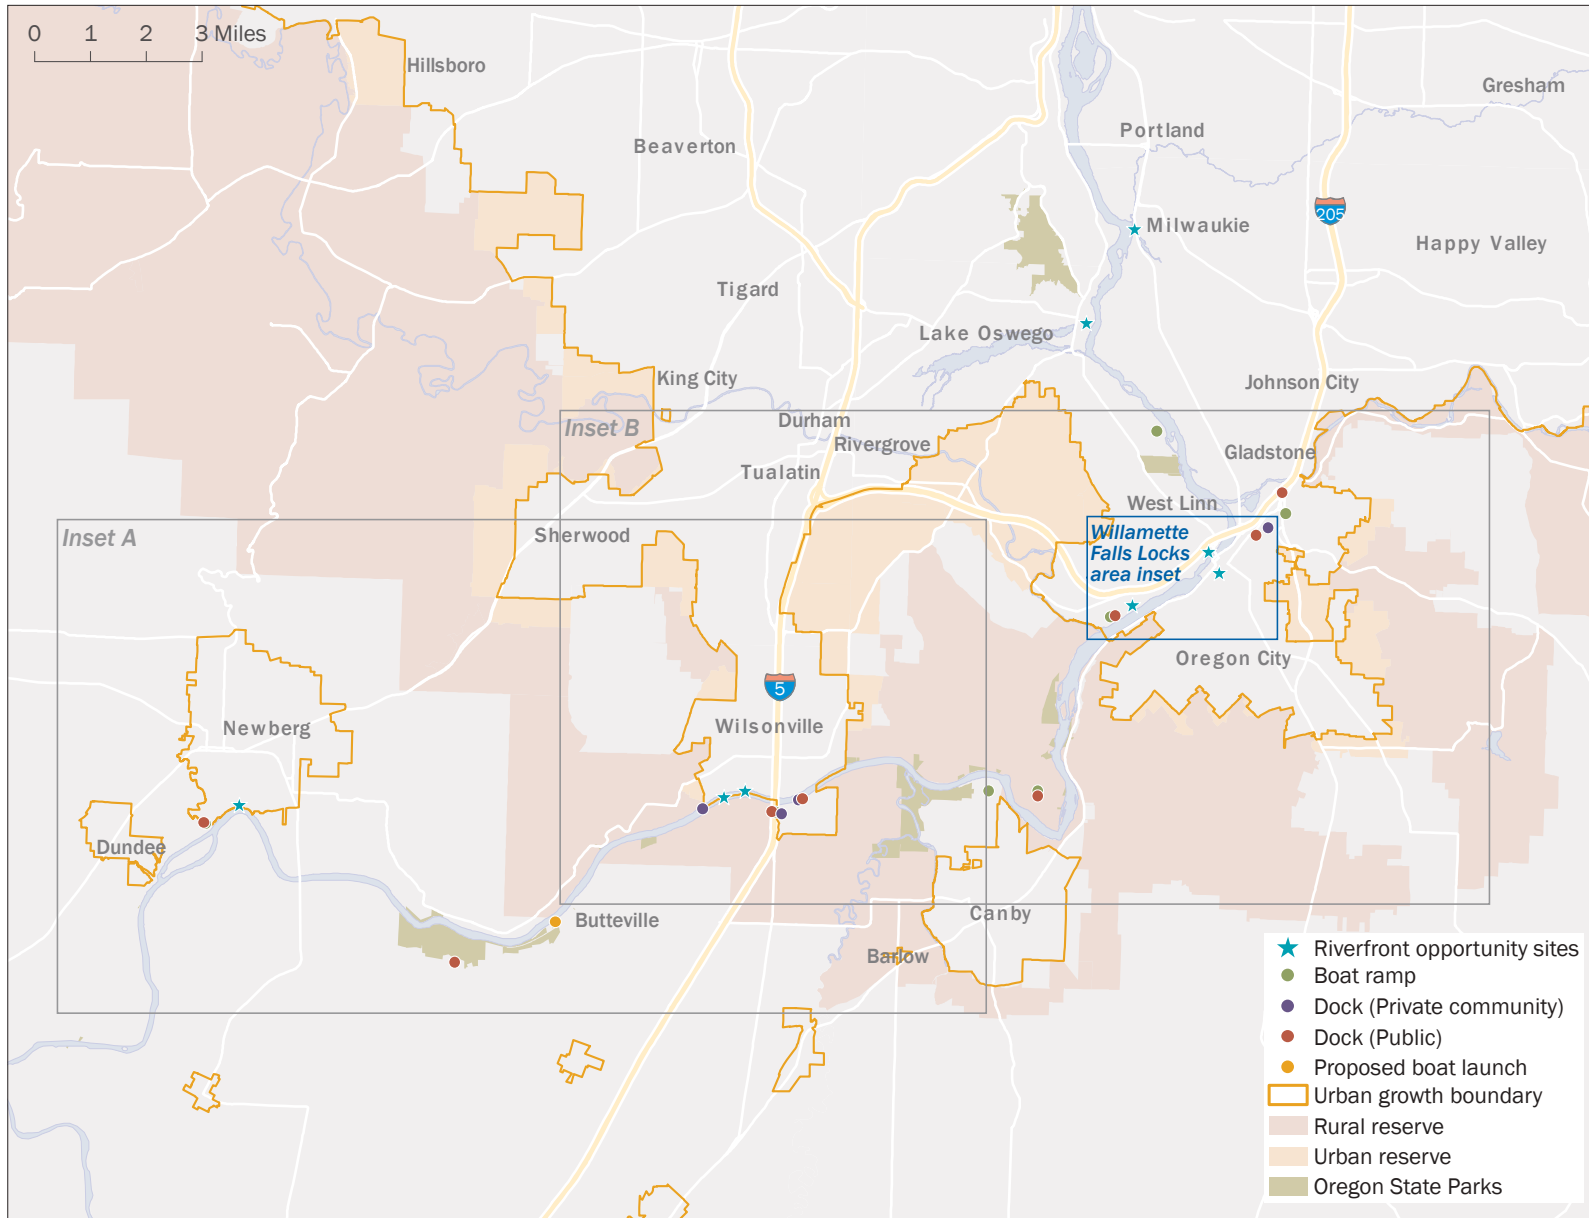 0 1 2 3 Miles
Hillsboro
Gresham
Portland
Beaverton
205
Milwaukie
Happy Valley
Tigard
Lake Oswego
King City
Johnson City
Inset B
Durham
Rivergrove
Gladstone
Tualatin
West Linn
Inset A
Sherwood
Willamette
Falls Locks
area inset
Oregon City
5
Newberg
Wilsonville
Dundee
Butteville
Canby
Barlow
Riverfront opportunity sites
Boat ramp
Dock (Private community)
Dock (Public)
Proposed boat launch
Urban growth boundary
Rural reserve
Urban reserve
Oregon State Parks